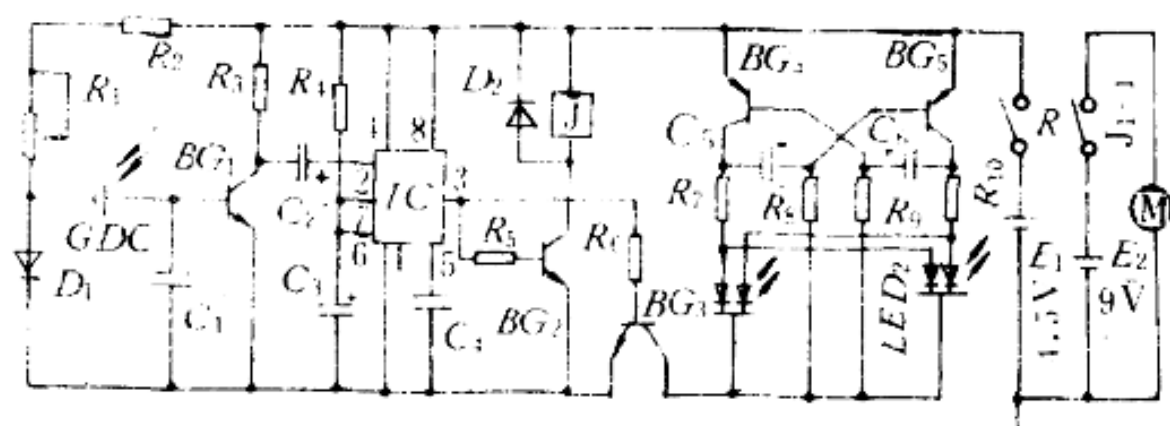 R1
R2
R3
R4
D2
J
BG4
BG5
BG1
C2
IC
2
7
6
1
5
3
4
8
GDC
D1
C1
C3
C4
R5
BG2
R6
BG3
C5
R7
R8
R9
R10
LED2
K
J1-1
E1
1.5V
E2
9V
M